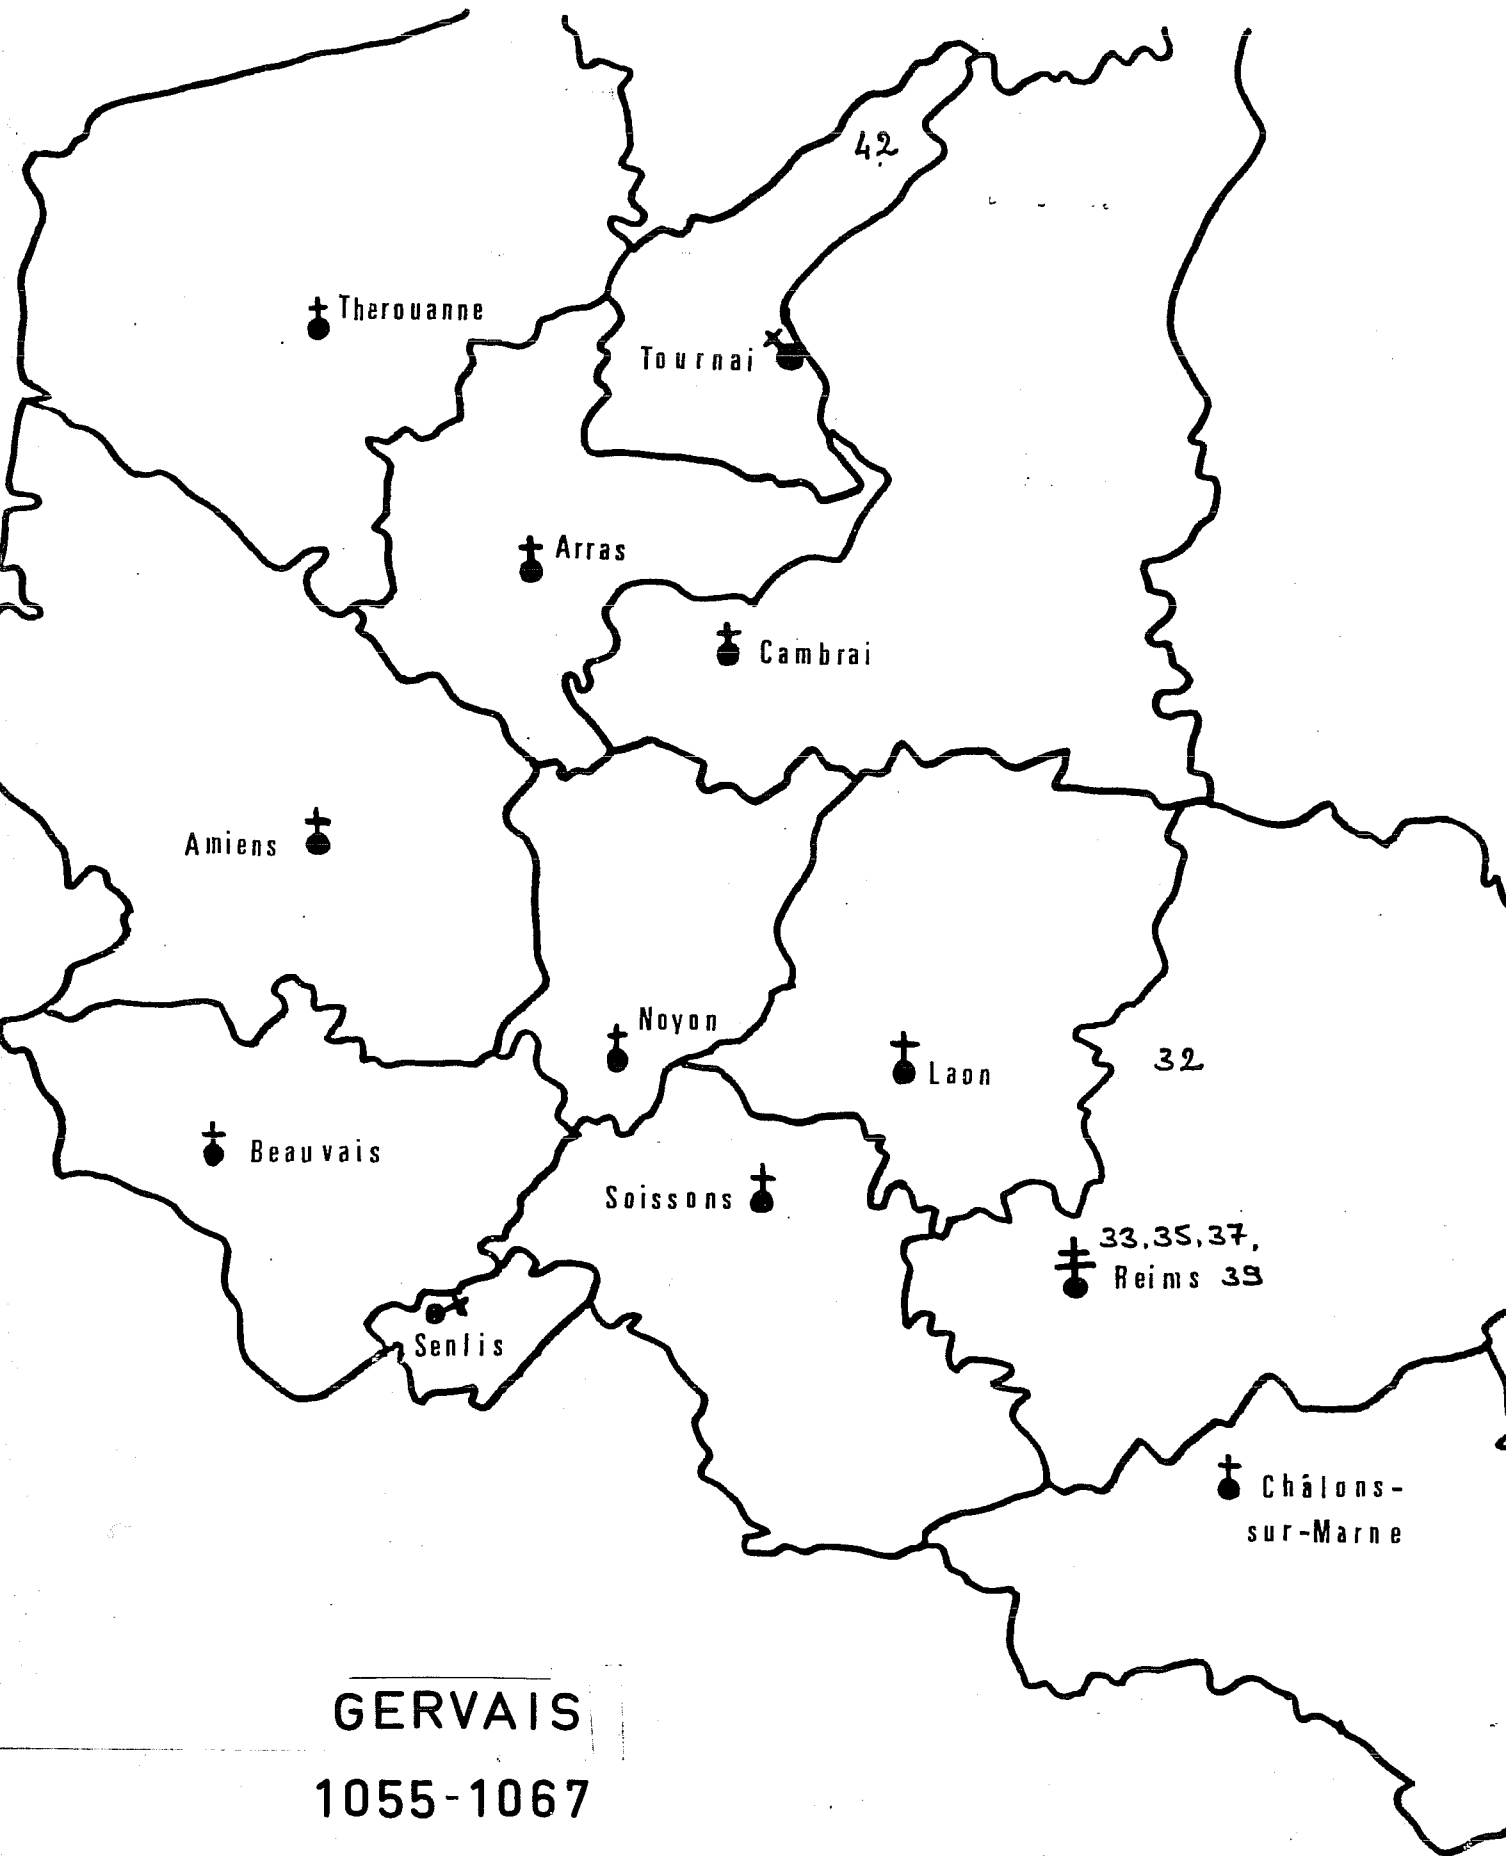 42
Therouanne
Tournai
Arras
Cambrai
Amiens
Noyon
Laon
32
Beauvais
Soissons
33,35,37,
Reims 39
Senlis
Châlons-
sur-Marne
GERVAIS
1055-1067